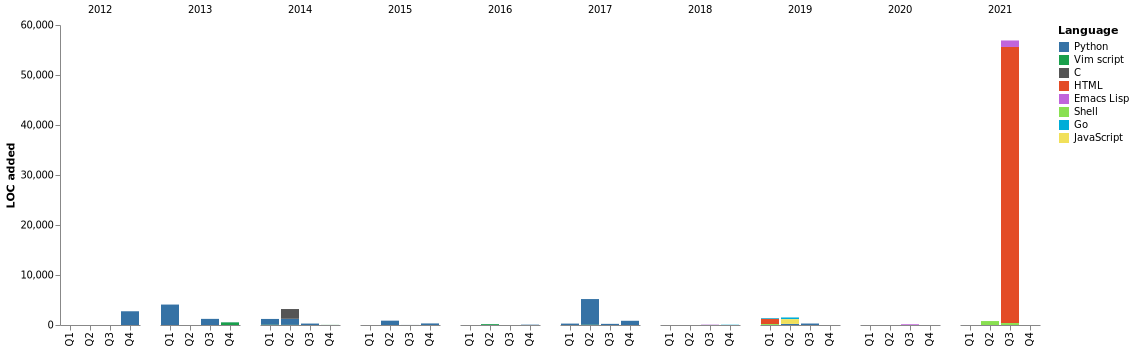 2012 2013 2014 2015 2016 2017 2018 2019 2020 2021
60,000
50,000
40,000
30,000
20,000
10,000
0
LOC added
Q1 Q2 Q3 Q4 Q1 Q2 Q3 Q4 Q1 Q2 Q3 Q4 Q1 Q2 Q3 Q4 Q1 Q2 Q3 Q4 Q1 Q2 Q3 Q4 Q1 Q2 Q3 Q4 Q1 Q2 Q3 Q4 Q1 Q2 Q3 Q4 Q1 Q2 Q3 Q4
Language
Python
Vim script
C
HTML
Emacs Lisp
Shell
Go
JavaScript